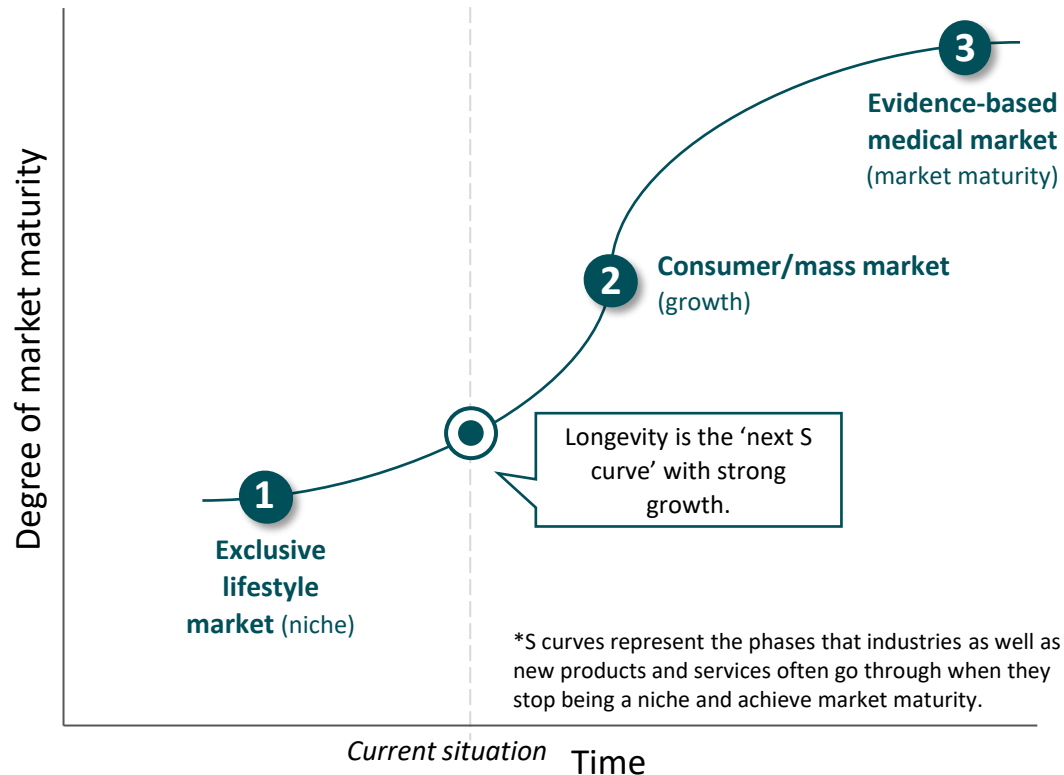 Degree of market maturity
3
Evidence-based
medical market
(market maturity)
2
Consumer/mass market
(growth)
Longevity is the ‘next S
curve’ with strong
growth.
1
Exclusive
lifestyle
market (niche)
*S curves represent the phases that industries as well as
new products and services often go through when they
stop being a niche and achieve market maturity.
Current situation
Time